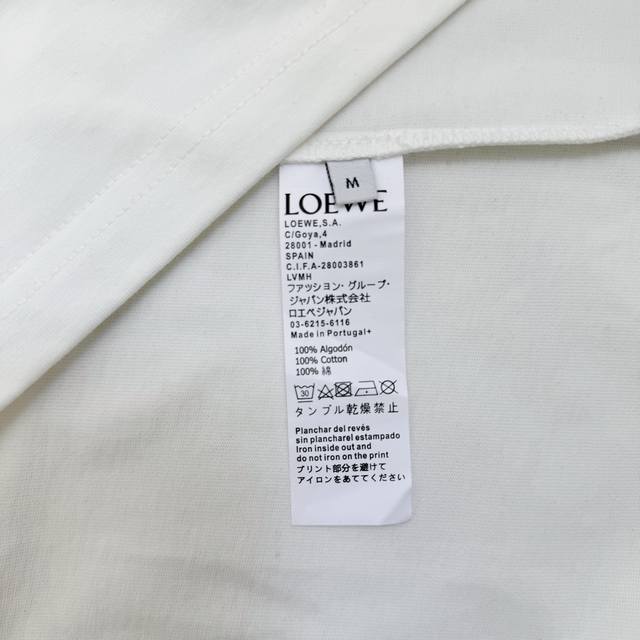 M
LOEWE
LOEWE,S.A.
C/Goya,4
28001 - Madrid
SPAIN
C.I.F.A-28003861
LVMH
ファッション・グループ・
ジャパン株式会社
ロエベジャパン
03-6215-6116
Made in Portugal+
100% Algodón
100% Cotton
100% 綿
30
タンブル乾燥禁止
Planchar del revés
sin plancharel estampado
Iron inside out and
do not iron on the print
プリント部分を避けて
アイロンをあててください